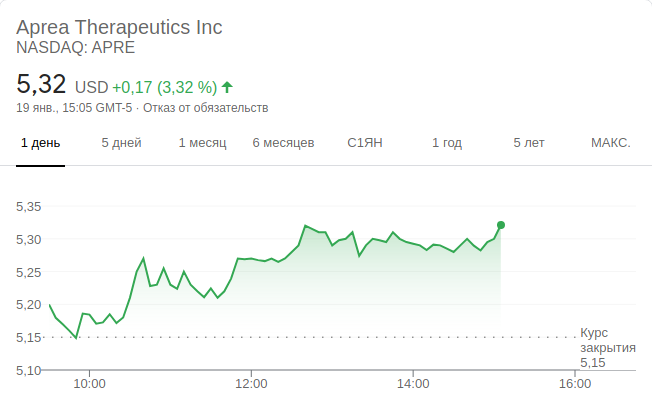 Aprea Therapeutics Inc
NASDAQ: APRE
5,32 USD +0,17 (3,32 %)
19 янв., 15:05 GMT-5 · Отказ от обязательств
1 день 5 дней 1 месяц 6 месяцев С1ЯН 1 год 5 лет МАКС.
5,35
5,30
5,25
5,20
5,15
5,10
Курс
закрытия
5,15
10:00 12:00 14:00 16:00